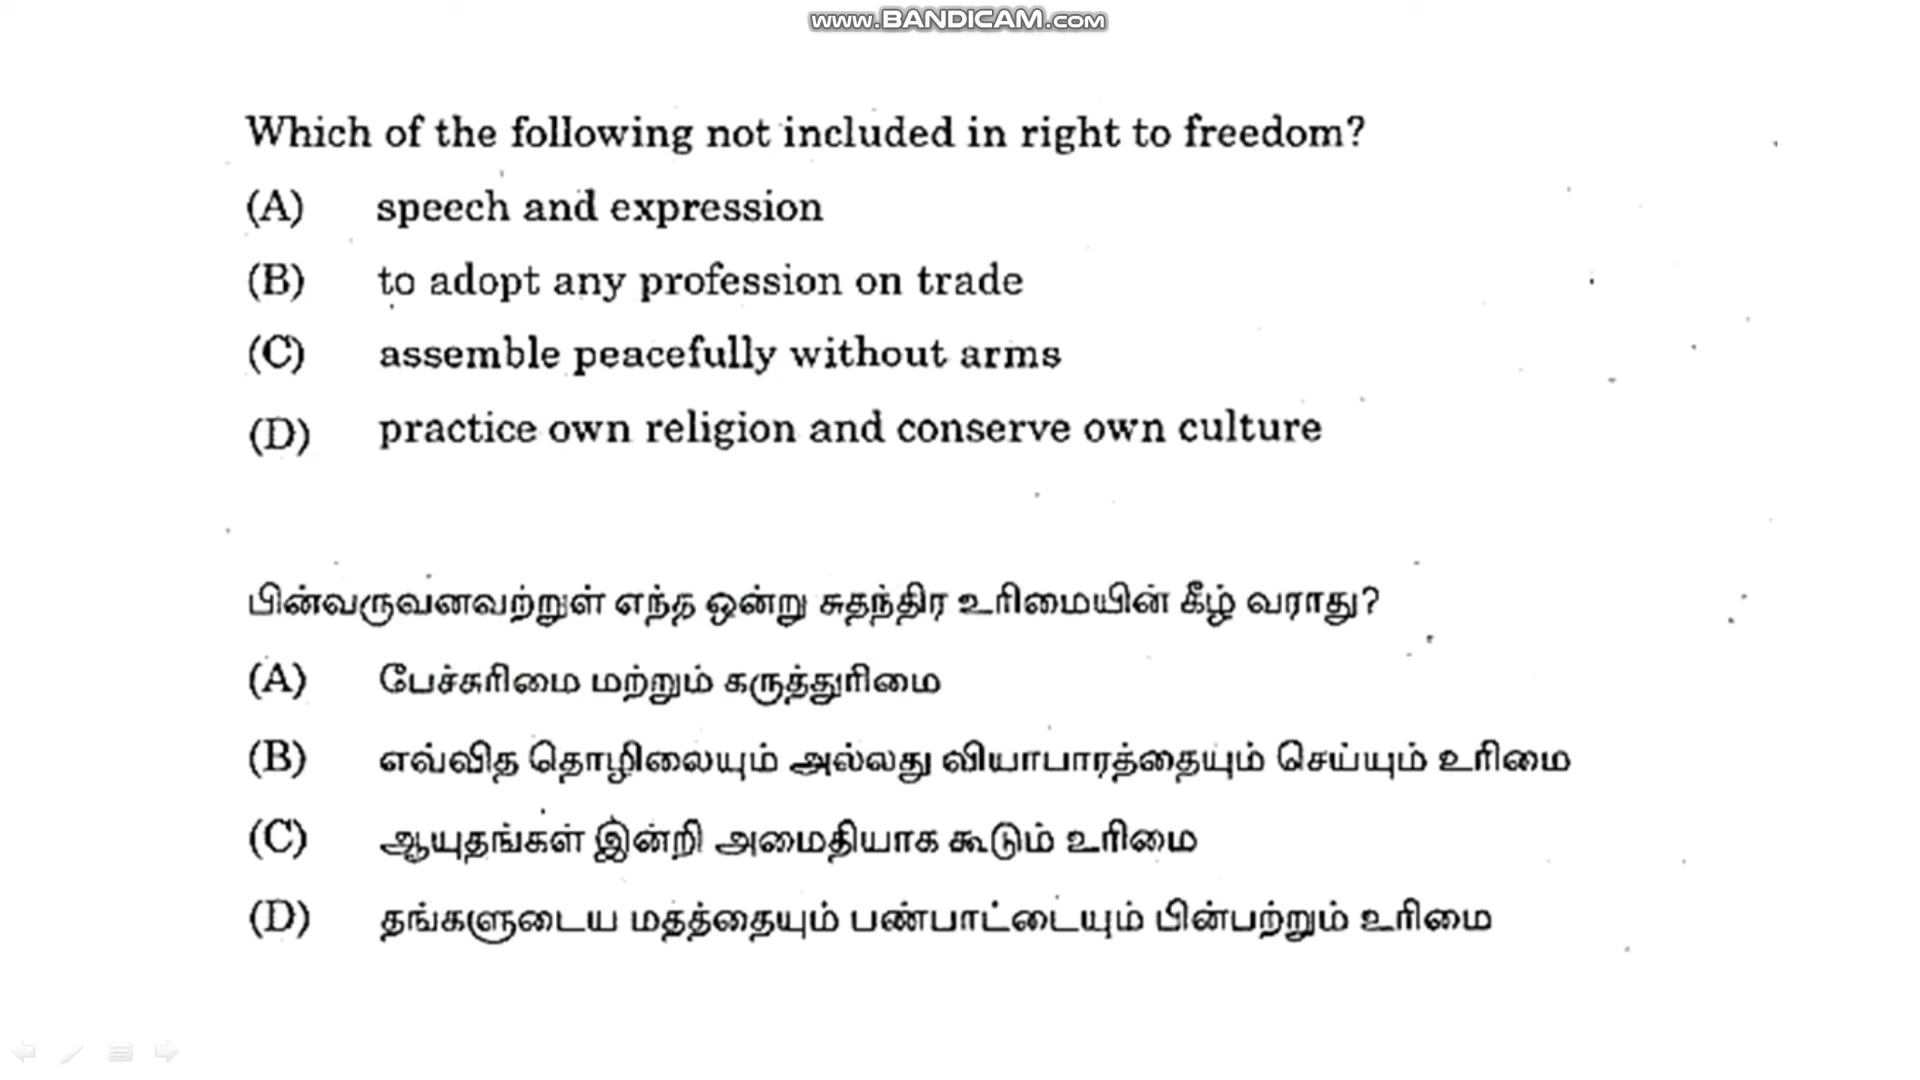 www.BANDICAM.com
Which of the following not included in right to freedom?
(A) speech and expression
(B) to adopt any profession on trade
(C) assemble peacefully without arms
(D) practice own religion and conserve own culture
பின்வருவனவற்றுள் எந்த ஒன்று சுதந்திர உரிமையின் கீழ் வராது?
(A) பேச்சுரிமை மற்றும் கருத்துரிமை
(B) எவ்வித தொழிலையும் அல்லது வியாபாரத்தையும் செய்யும் உரிமை
(C) ஆயுதங்கள் இன்றி அமைதியாக கூடும் உரிமை
(D) தங்களுடைய மதத்தையும் பண்பாட்டையும் பின்பற்றும் உரிமை